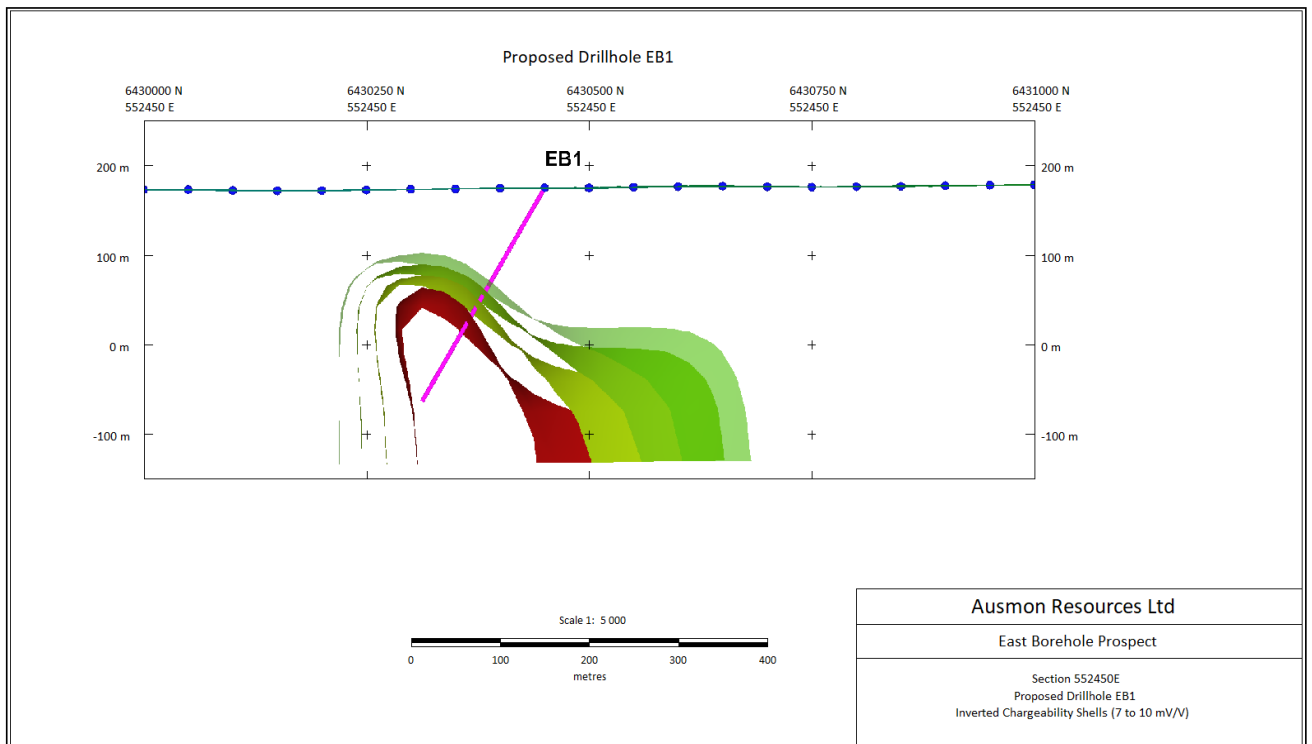 Proposed Drillhole EB1
6430000 N 6430250 N 6430500 N 6430750 N 6431000 N
552450 E 552450 E 552450 E 552450 E 552450 E
EB1
200 m 200 m
100 m 100 m
0 m 0 m
-100 m -100 m
Scale 1: 5 000
0 100 200 300 400
metres
Ausmon Resources Ltd
East Borehole Prospect
Section 552450E
Proposed Drillhole EB1
Inverted Chargeability Shells (7 to 10 mV/V)